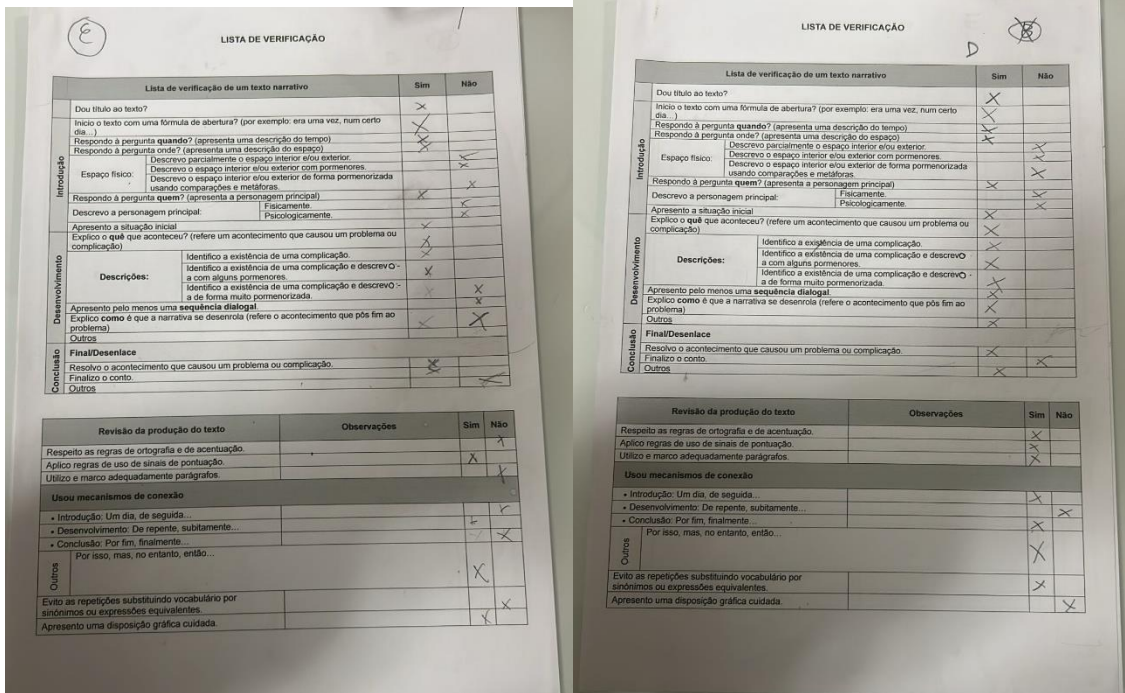 E
LISTA DE VERIFICAÇÃO
Lista de verificação de um texto narrativo Sim Não
Dou título ao texto? X
Introdução
Inicio o texto com uma fórmula de abertura? (por exemplo: era uma vez, num certo
dia...) X
Respondo à pergunta quando? (apresenta uma descrição do tempo) X
Respondo à pergunta onde? (apresenta uma descrição do espaço) X
Espaço físico:
Descrevo parcialmente o espaço interior e/ou exterior. X
Descrevo o espaço interior e/ou exterior com pormenores. X
Descrevo o espaço interior e/ou exterior de forma pormenorizada
usando comparações e metáforas. X
Respondo à pergunta quem? (apresenta a personagem principal) X
Descrevo a personagem principal:
Fisicamente. X
Psicologicamente. X
Apresento a situação inicial X
Desenvolvimento
Explico o quê que aconteceu? (refere um acontecimento que causou um problema ou
complicação) X
Descrições:
Identifico a existência de uma complicação. X
Identifico a existência de uma complicação e descrevo -
a com alguns pormenores. X
Identifico a existência de uma complicação e descrevo -
a de forma muito pormenorizada. X
Apresento pelo menos uma sequência dialogal. X
Explico como é que a narrativa se desenrola (refere o acontecimento que pôs fim ao
problema) X
Outros
Conclusão
Final/Desenlace
Resolvo o acontecimento que causou um problema ou complicação. X
Finalizo o conto. X
Outros X
Revisão da produção do texto Observações Sim Não
Respeito as regras de ortografia e de acentuação. X
Aplico regras de uso de sinais de pontuação. X
Utilizo e marco adequadamente parágrafos. X
Usou mecanismos de conexão
• Introdução: Um dia, de seguida...
• Desenvolvimento: De repente, subitamente...
• Conclusão: Por fim, finalmente... X
Outros
Por isso, mas, no entanto, então... X
Evito as repetições substituindo vocabulário por
sinónimos ou expressões equivalentes. X
Apresento uma disposição gráfica cuidada. X
LISTA DE VERIFICAÇÃO
D
Lista de verificação de um texto narrativo Sim Não
Dou título ao texto? X
Introdução
Inicio o texto com uma fórmula de abertura? (por exemplo: era uma vez, num certo
dia...) X
Respondo à pergunta quando? (apresenta uma descrição do tempo) X
Respondo à pergunta onde? (apresenta uma descrição do espaço) X
Espaço físico:
Descrevo parcialmente o espaço interior e/ou exterior. X
Descrevo o espaço interior e/ou exterior com pormenores. X
Descrevo o espaço interior e/ou exterior de forma pormenorizada
usando comparações e metáforas. X
Respondo à pergunta quem? (apresenta a personagem principal) X
Descrevo a personagem principal:
Fisicamente. X
Psicologicamente. X
Apresento a situação inicial X
Desenvolvimento
Explico o quê que aconteceu? (refere um acontecimento que causou um problema ou
complicação) X
Descrições:
Identifico a existência de uma complicação. X
Identifico a existência de uma complicação e descrevo -
a com alguns pormenores. X
Identifico a existência de uma complicação e descrevo -
a de forma muito pormenorizada. X
Apresento pelo menos uma sequência dialogal. X
Explico como é que a narrativa se desenrola (refere o acontecimento que pôs fim ao
problema) X
Outros X
Conclusão
Final/Desenlace
Resolvo o acontecimento que causou um problema ou complicação. X
Finalizo o conto. X
Outros X
Revisão da produção do texto Observações Sim Não
Respeito as regras de ortografia e de acentuação. X
Aplico regras de uso de sinais de pontuação. X
Utilizo e marco adequadamente parágrafos. X
Usou mecanismos de conexão
• Introdução: Um dia, de seguida... X
• Desenvolvimento: De repente, subitamente... X
• Conclusão: Por fim, finalmente... X
Outros
Por isso, mas, no entanto, então... X
Evito as repetições substituindo vocabulário por
sinónimos ou expressões equivalentes. X
Apresento uma disposição gráfica cuidada. X